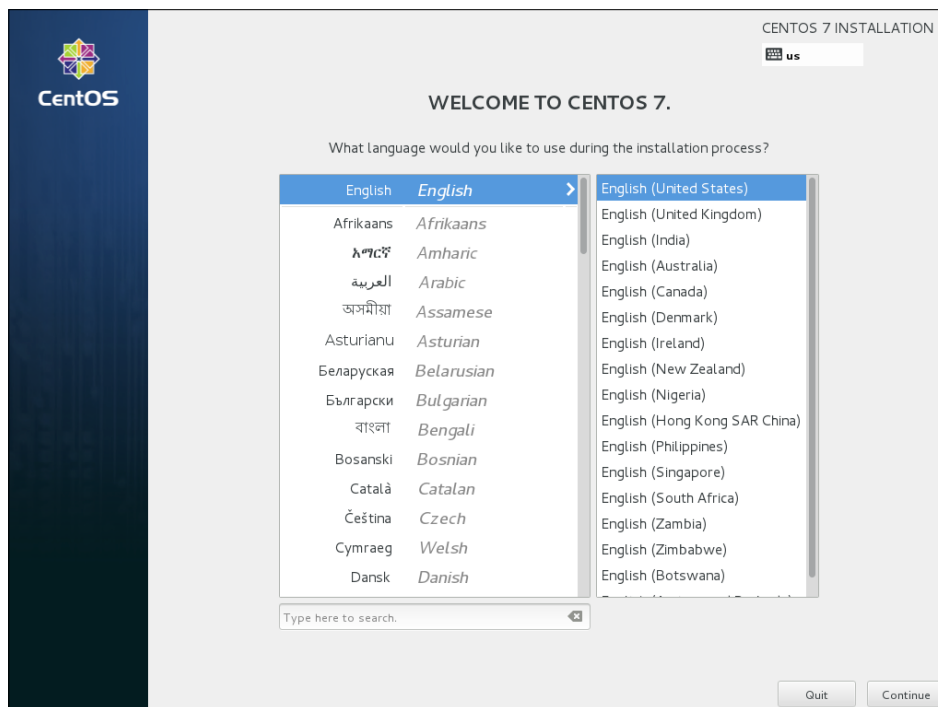 CentOS
CENTOS 7 INSTALLATION
us
WELCOME TO CENTOS 7.
What language would you like to use during the installation process?
English English
Afrikaans Afrikaans
አማርኛ Amharic
العربية Arabic
অসমীয়া Assamese
Asturianu Asturian
Беларуская Belarusian
Български Bulgarian
বাংলা Bengali
Bosanski Bosnian
Català Catalan
Čeština Czech
Cymraeg Welsh
Dansk Danish
English (United States)
English (United Kingdom)
English (India)
English (Australia)
English (Canada)
English (Denmark)
English (Ireland)
English (New Zealand)
English (Nigeria)
English (Hong Kong SAR China)
English (Philippines)
English (Singapore)
English (South Africa)
English (Zambia)
English (Zimbabwe)
English (Botswana)
Type here to search.
Quit
Continue